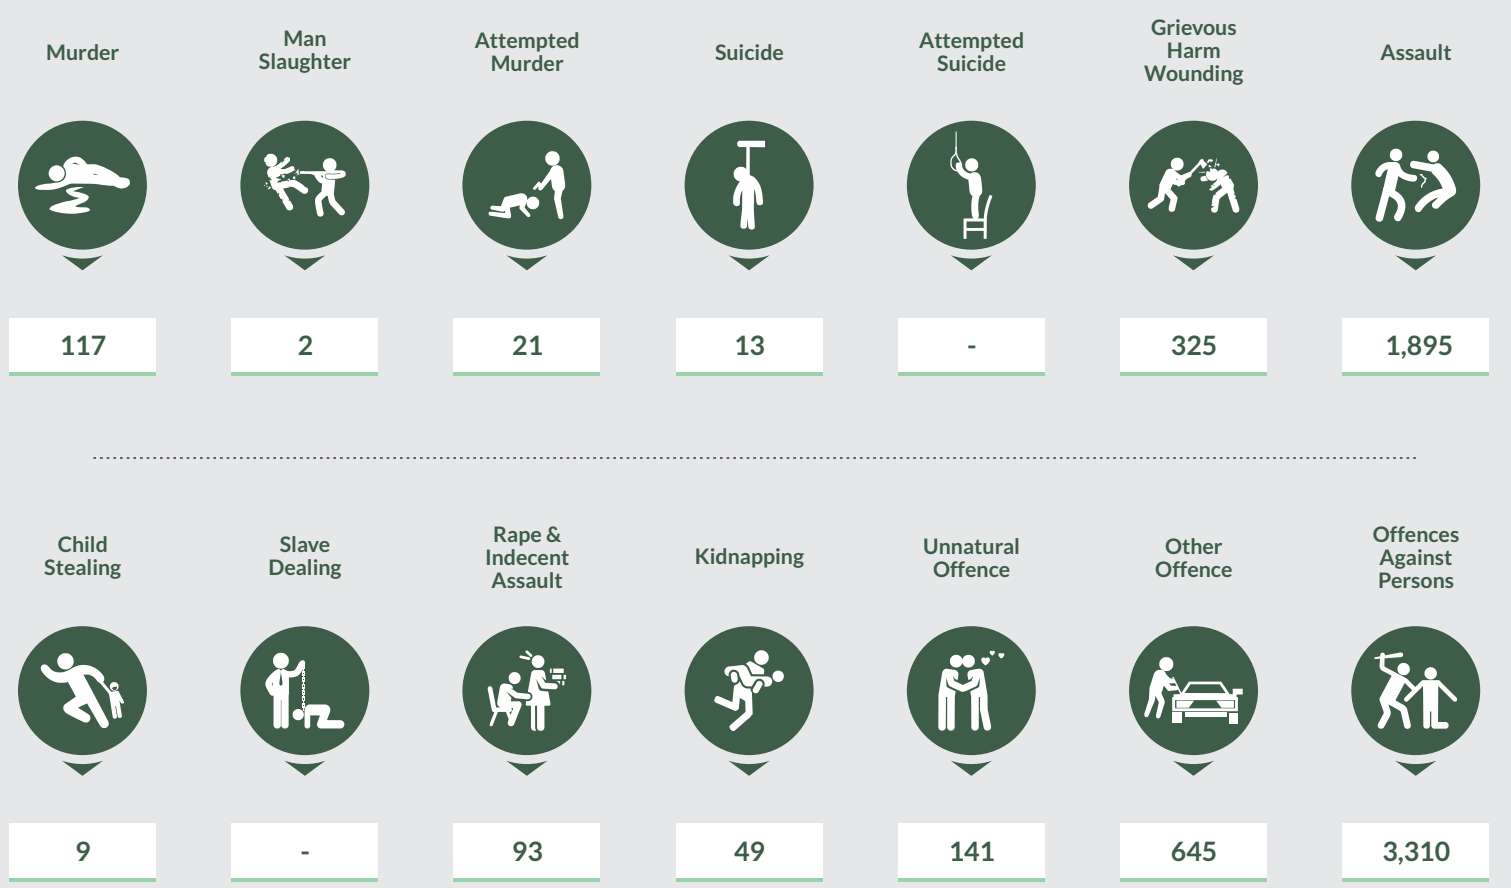 Murder
Man
Slaughter
Attempted
Murder
Suicide
Attempted
Suicide
Grievous
Harm
Wounding
Assault
117
2
21
13
-
325
1,895
Child
Stealing
Slave
Dealing
Rape &
Indecent
Assault
Kidnapping
Unnatural
Offence
Other
Offence
Offences
Against
Persons
9
-
93
49
141
645
3,310